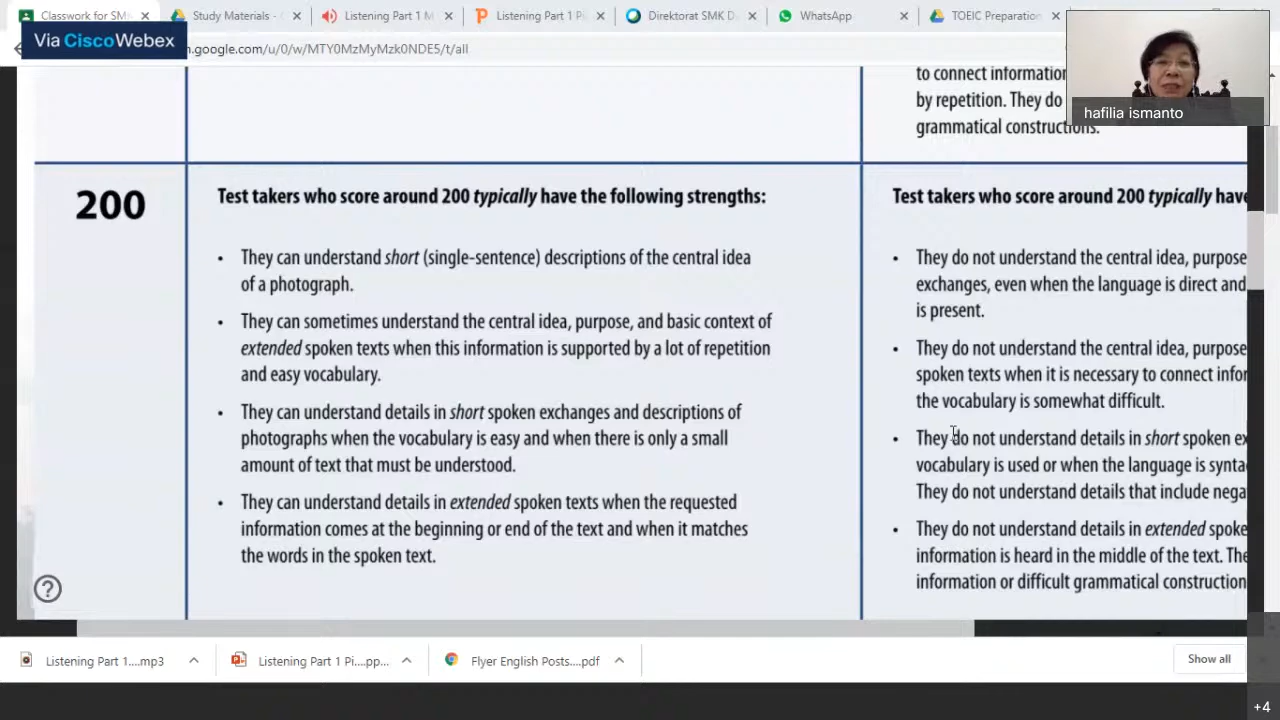 Classwork for SM
Study Materials - G
Listening Part 1 M
Listening Part 1 Pi
Direktorat SMK D
WhatsApp
TOEIC Preparation
Via CiscoWebex
.google.com/u/0/w/MTY0MzMyMzk0NDE5/t/all
hafilia ismanto
to connect information
by repetition. They do
grammatical constructions.
200
Test takers who score around 200 typically have the following strengths:
• They can understand short (single-sentence) descriptions of the central idea
of a photograph.
• They can sometimes understand the central idea, purpose, and basic context of
extended spoken texts when this information is supported by a lot of repetition
and easy vocabulary.
• They can understand details in short spoken exchanges and descriptions of
photographs when the vocabulary is easy and when there is only a small
amount of text that must be understood.
• They can understand details in extended spoken texts when the requested
information comes at the beginning or end of the text and when it matches
the words in the spoken text.
Test takers who score around 200 typically have
• They do not understand the central idea, purpose
exchanges, even when the language is direct and
is present.
• They do not understand the central idea, purpose
spoken texts when it is necessary to connect infor
the vocabulary is somewhat difficult.
• They do not understand details in short spoken ex
vocabulary is used or when the language is synta
They do not understand details that include nega
• They do not understand details in extended spoke
information is heard in the middle of the text. The
information or difficult grammatical construction
?
Listening Part 1....mp3
Listening Part 1 Pi....pp...
Flyer English Posts....pdf
Show all
+4